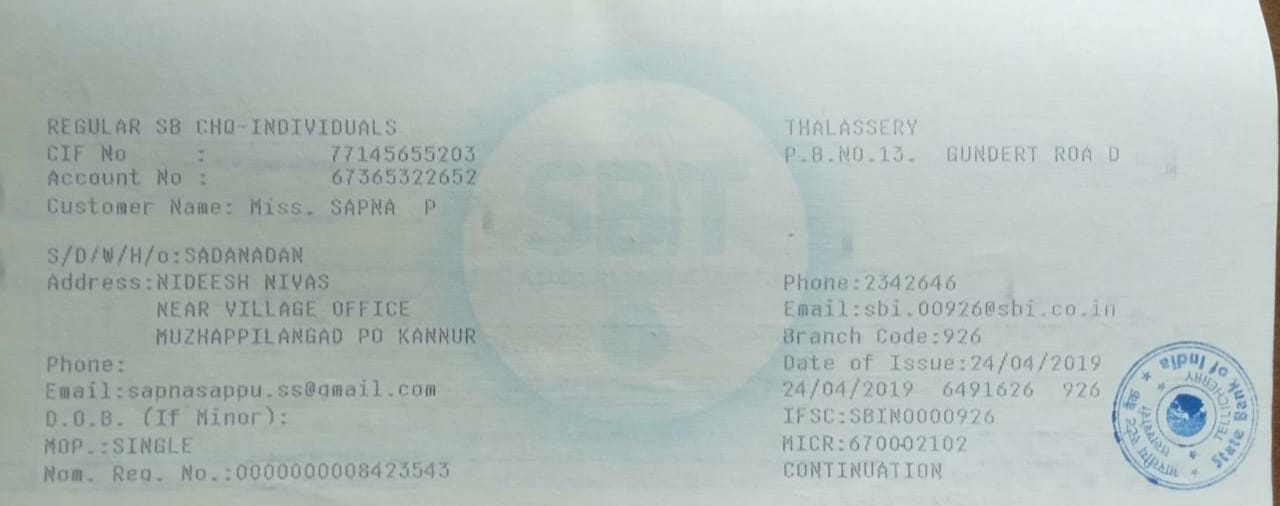 REGULAR SB CHQ-INDIVIDUALS
CIF No : 77145655203
Account No : 67365322652
Customer Name: Miss. SAPNA P
S/D/W/H/o:SADANADAN
Address:NIDEESH NIVAS
NEAR VILLAGE OFFICE
MUZHAPPILANGAD PO KANNUR
Phone:
Email:sapnasappu.ss@gmail.com
D.O.B. (If Minor):
MOP.:SINGLE
Nom. Reg. No.:0000000008423543
THALASSERY
P.B.NO.13. GUNDERT ROA D
Phone:2342646
Email:sbi.00926@sbi.co.in
Branch Code:926
Date of Issue:24/04/2019
24/04/2019 6491626 926
IFSC:SBIN0000926
MICR:670002102
CONTINUATION
SBT
State Bank of India
TELLICHERRY
भारतीय स्टेट बैंक